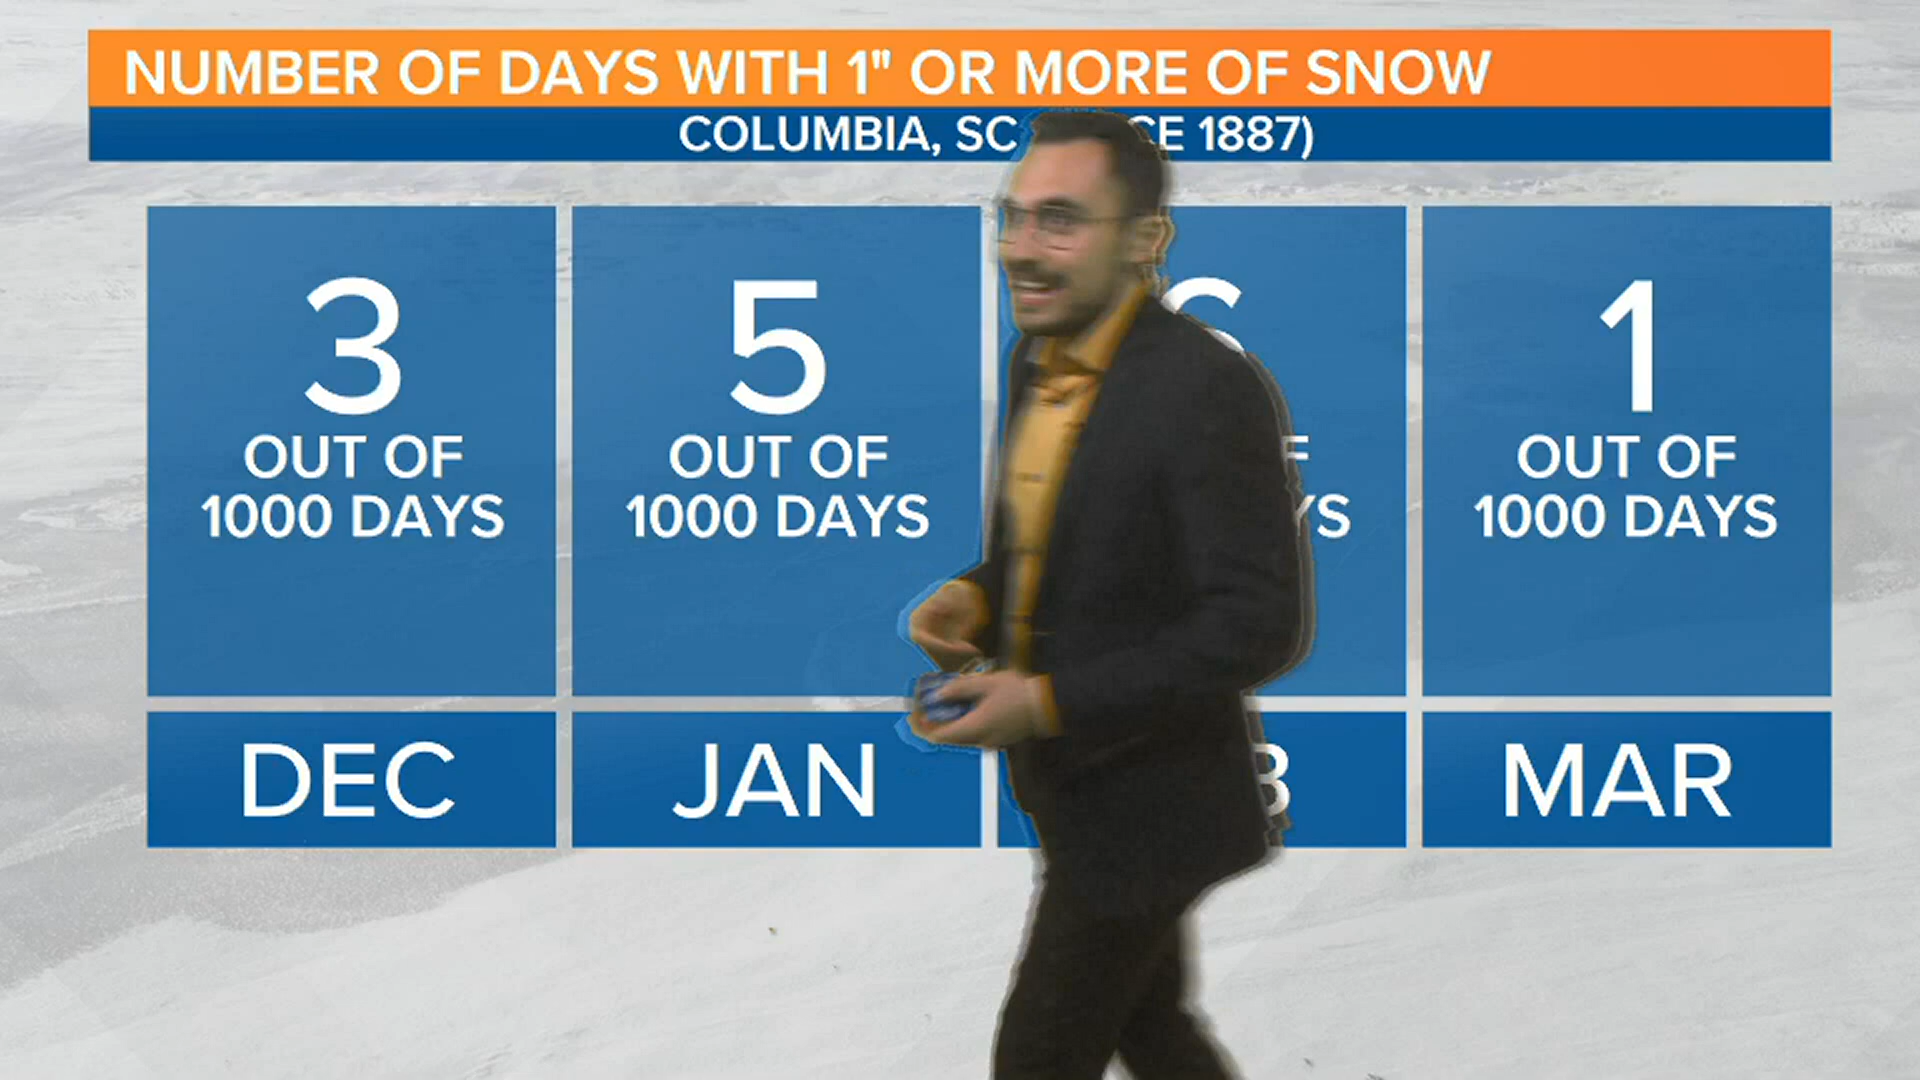 NUMBER OF DAYS WITH 1" OR MORE OF SNOW
COLUMBIA, SC 1887)
3
OUT OF
1000 DAYS
DEC
5
OUT OF
1000 DAYS
JAN
1
OUT OF
1000 DAYS
MAR